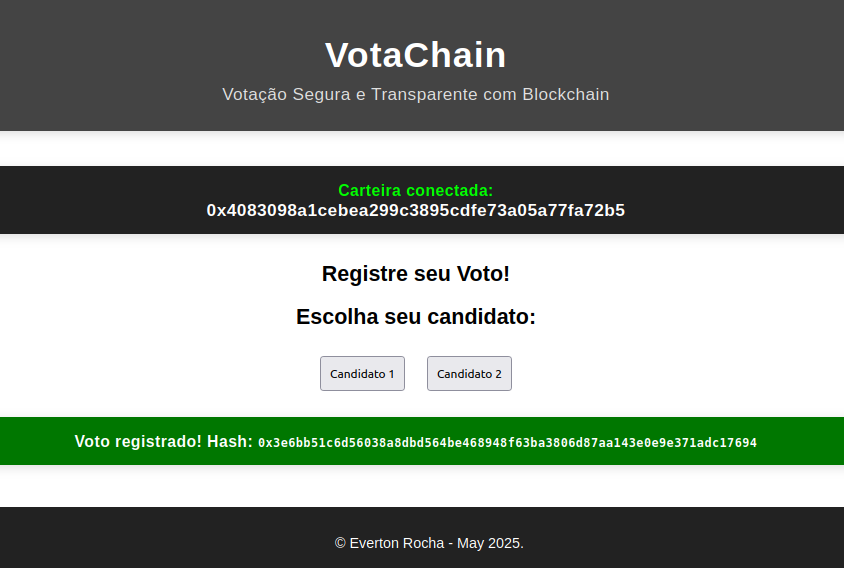 VotaChain
Votação Segura e Transparente com Blockchain
Carteira conectada:
0x4083098a1cebea299c3895cdfe73a05a77fa72b5
Registre seu Voto!
Escolha seu candidato:
Candidato 1 Candidato 2
Voto registrado! Hash: 0x3e6bb51c6d56038a8dbd564be468948f63ba3806d87aa143e0e9e371adc17694
© Everton Rocha - May 2025.